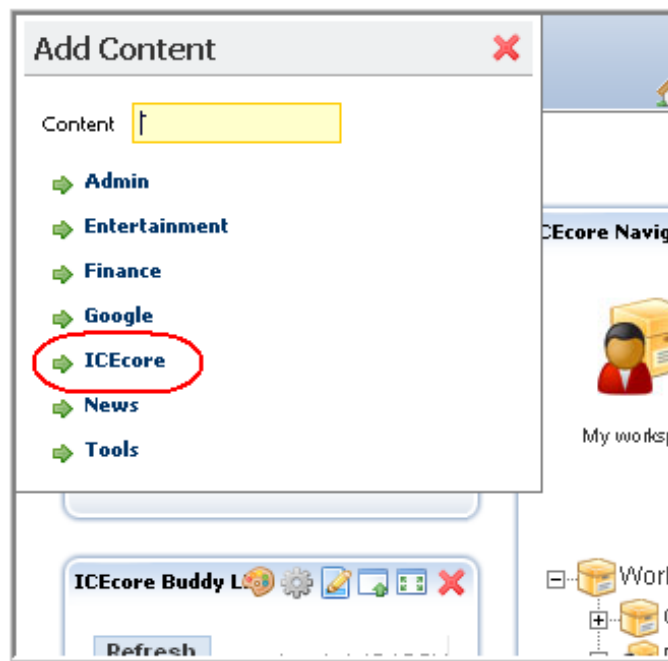 Add Content
Content
Admin
Entertainment
Finance
Google
ICEcore
News
Tools
ICEcore Navig
My worksp
ICEcore Buddy L
Work
Refresh